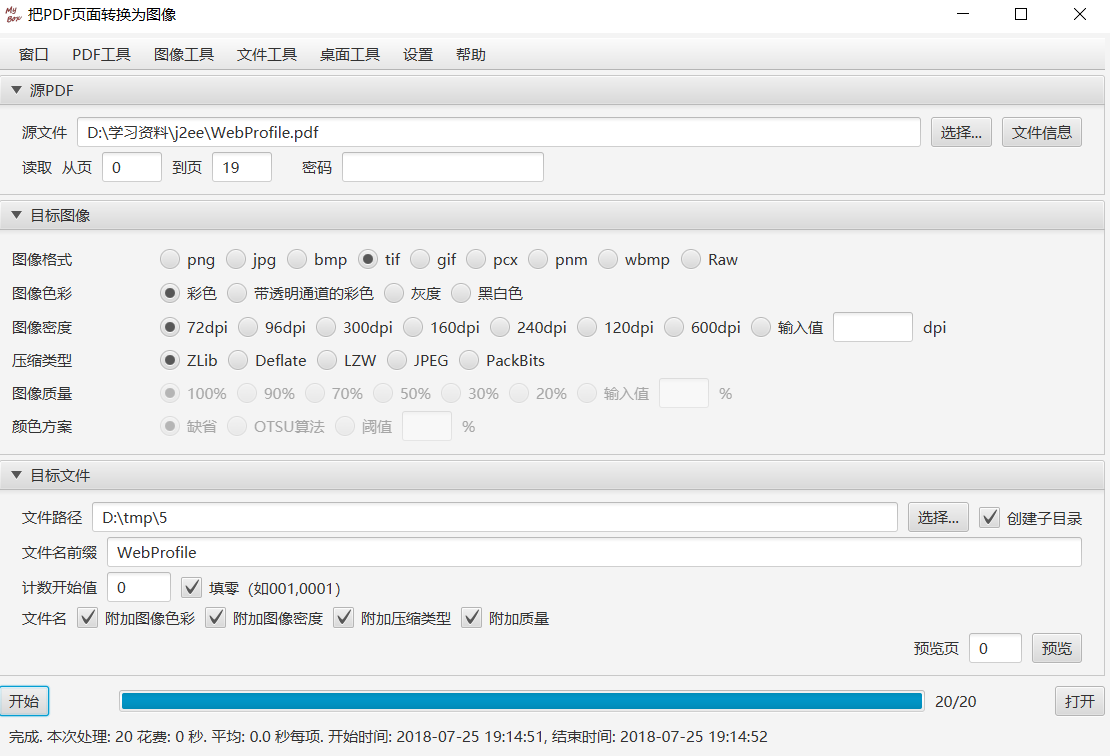 My Box 把PDF页面转换为图像
窗口 PDF工具 图像工具 文件工具 桌面工具 设置 帮助
源PDF
源文件 D:\学习资料\j2ee\WebProfile.pdf 选择... 文件信息
读取 从页 0 到页 19 密码
目标图像
图像格式 png jpg bmp tif gif pcx pnm wbmp Raw
图像色彩 彩色 带透明通道的彩色 灰度 黑白色
图像密度 72dpi 96dpi 300dpi 160dpi 240dpi 120dpi 600dpi 输入值 dpi
压缩类型 ZLib Deflate LZW JPEG PackBits
图像质量 100% 90% 70% 50% 30% 20% 输入值 %
颜色方案 缺省 OTSU算法 阈值 %
目标文件
文件路径 D:\tmp\5 选择... 创建子目录
文件名前缀 WebProfile
计数开始值 0 填零（如001,0001）
文件名 附加图像色彩 附加图像密度 附加压缩类型 附加质量
预览页 0 预览
开始 20/20 打开
完成. 本次处理: 20 花费: 0 秒. 平均: 0.0 秒每项. 开始时间: 2018-07-25 19:14:51, 结束时间: 2018-07-25 19:14:52